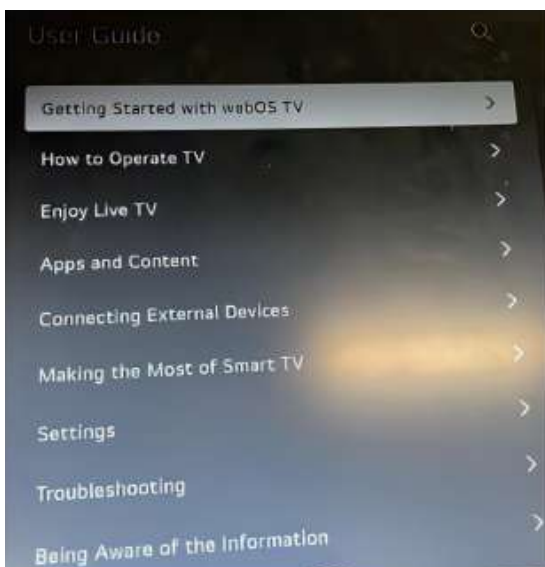 User Guide
Getting Started with webOS TV
How to Operate TV
Enjoy Live TV
Apps and Content
Connecting External Devices
Making the Most of Smart TV
Settings
Troubleshooting
Being Aware of the Information